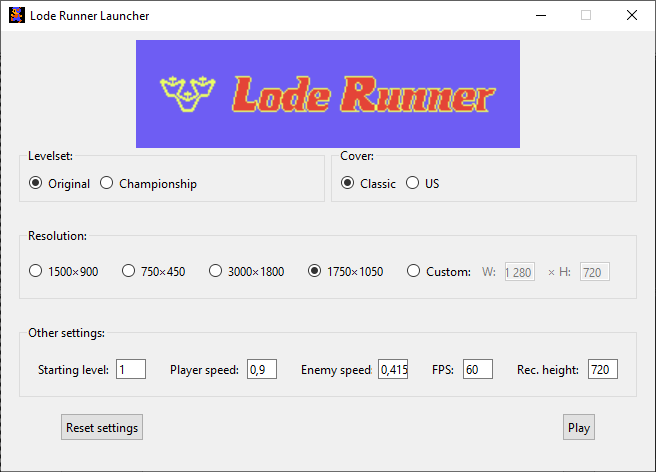 Lode Runner Launcher
Lode Runner
Levelset:
Original Championship
Cover:
Classic US
Resolution:
1500×900 750×450 3000×1800 1750×1050 Custom: W: 1 280 × H: 720
Other settings:
Starting level: 1 Player speed: 0,9 Enemy speed: 0,415 FPS: 60 Rec. height: 720
Reset settings Play